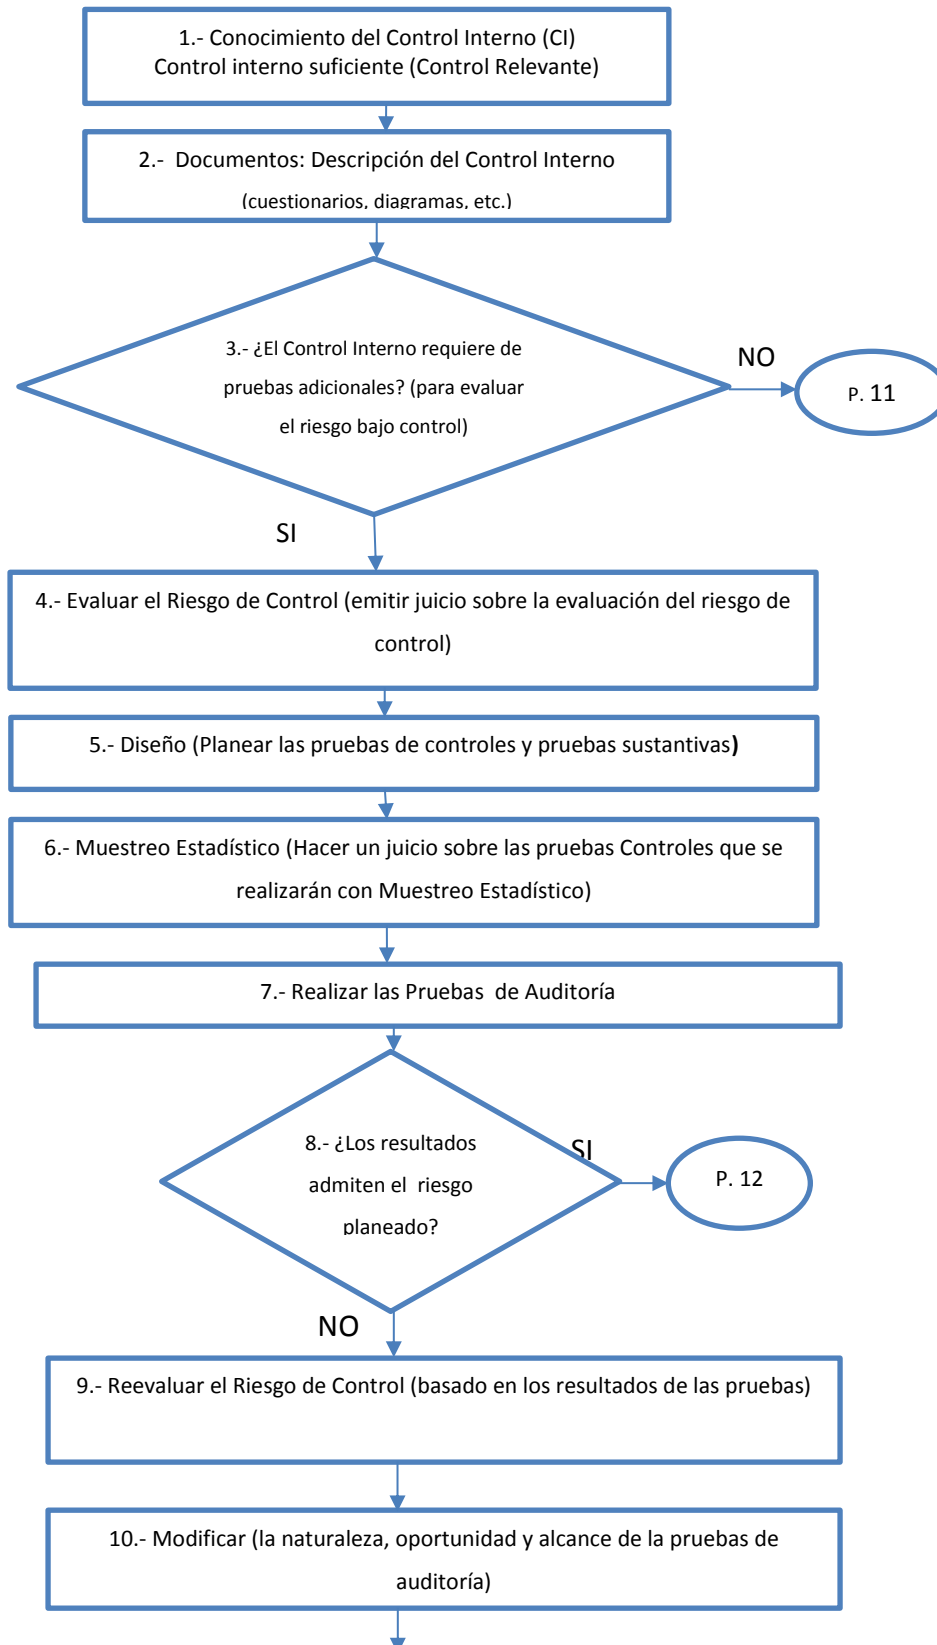 1.- Conocimiento del Control Interno (CI)
Control interno suficiente (Control Relevante)
2.-  Documentos: Descripción del Control Interno
(cuestionarios, diagramas, etc.)
3.- ¿El Control Interno requiere de
pruebas adicionales? (para evaluar
el riesgo bajo control)
NO
P. 11
SI
4.- Evaluar el Riesgo de Control (emitir juicio sobre la evaluación del riesgo de
control)
5.- Diseño (Planear las pruebas de controles y pruebas sustantivas)
6.- Muestreo Estadístico (Hacer un juicio sobre las pruebas Controles que se
realizarán con Muestreo Estadístico)
7.- Realizar las Pruebas  de Auditoría
8.- ¿Los resultados
admiten el  riesgo
planeado?
SI
P. 12
NO
9.- Reevaluar el Riesgo de Control (basado en los resultados de las pruebas)
10.- Modificar (la naturaleza, oportunidad y alcance de la pruebas de
auditoría)